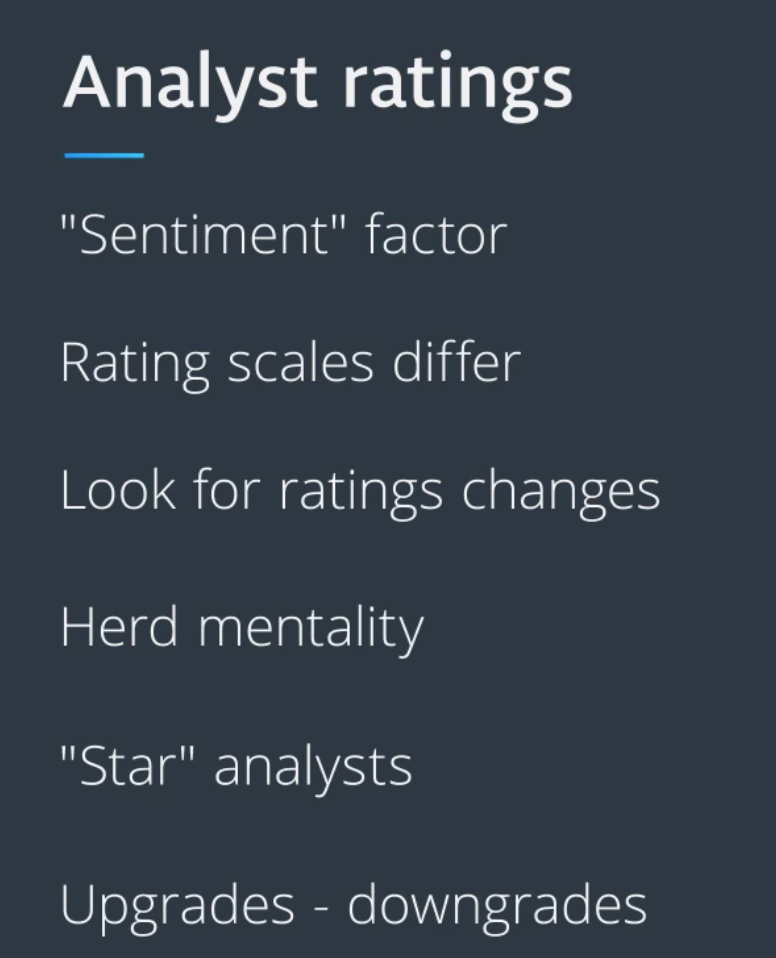 Analyst ratings
"Sentiment" factor
Rating scales differ
Look for ratings changes
Herd mentality
"Star" analysts
Upgrades - downgrades